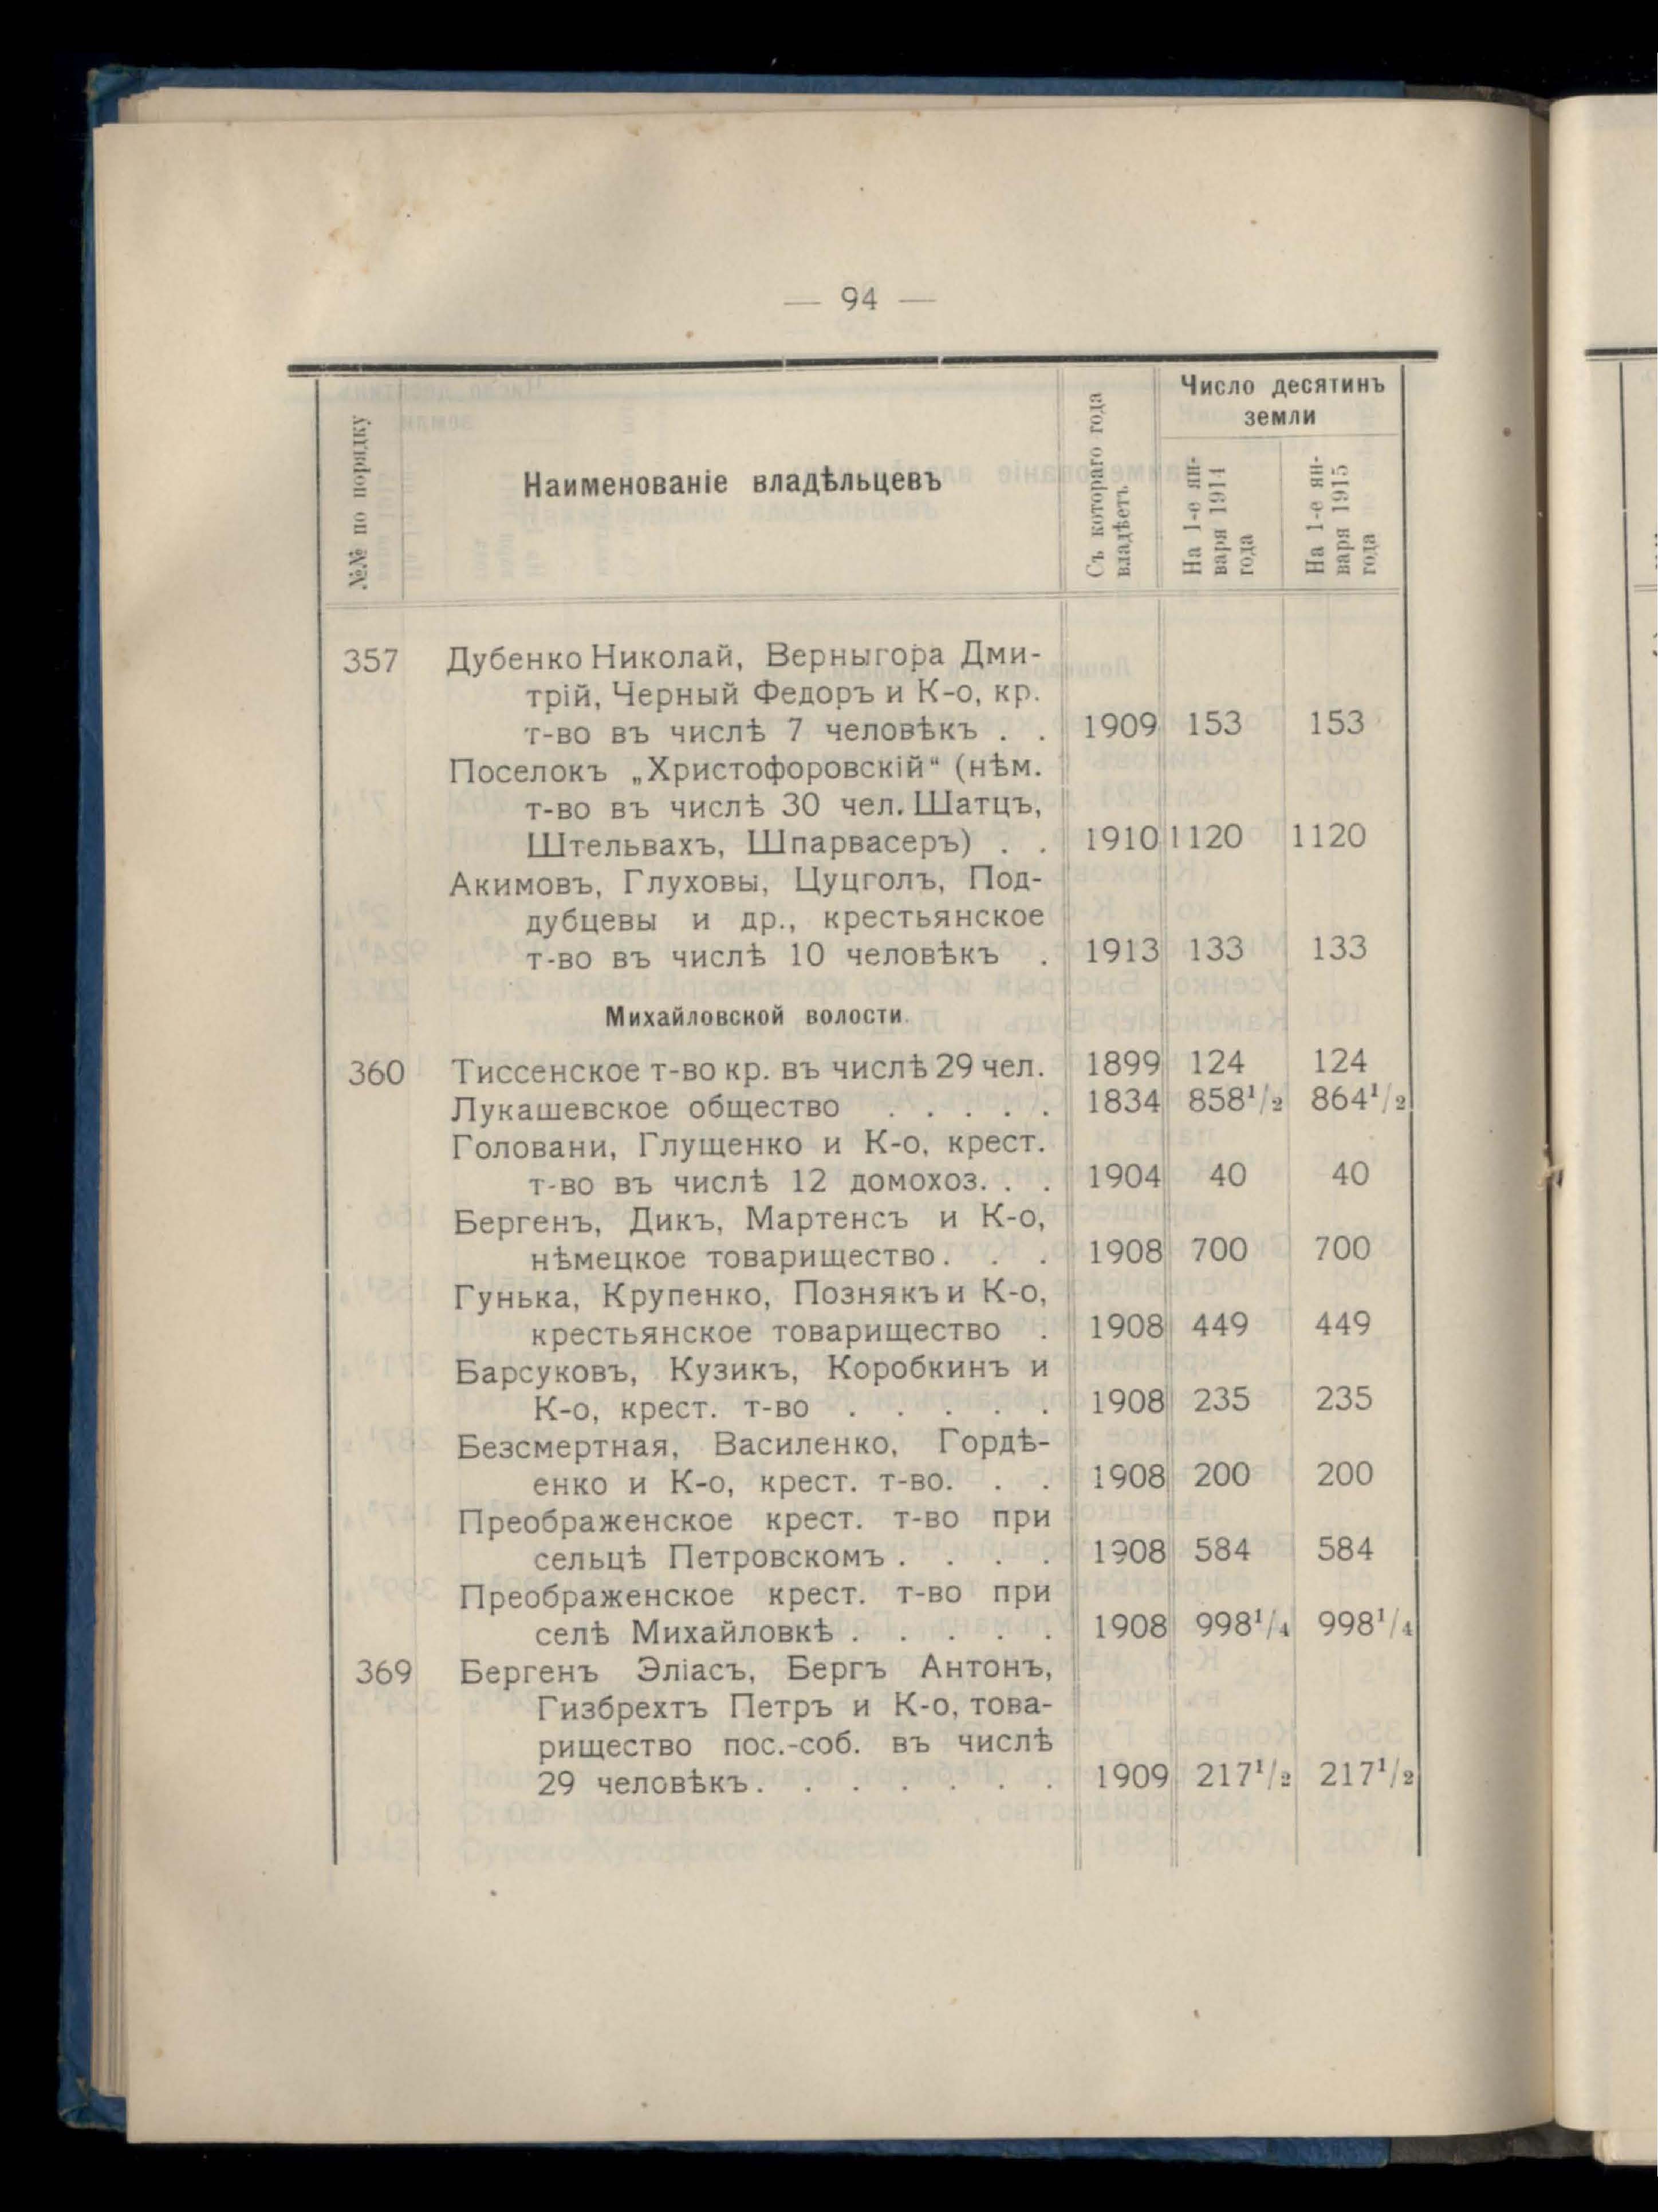 — 94 —
№№ по порядку
Наименованіе владѣльцевъ
Съ котораго года
владѣетъ
Число десятинъ
земли
На 1-е ян-
варя 1914
года
На 1-е ян-
варя 1915
года
357 Дубенко Николай, Верныгора Дми-
трій, Черный Федоръ и К-о, кр.
т-во въ числѣ 7 человѣкъ . . 1909 153 153
Поселокъ „Христофоровскій“ (нѣм.
т-во въ числѣ 30 чел. Шатцъ,
Штельвахъ, Шпарвасеръ) . . 1910 1120 1120
Акимовъ, Глуховы, Цуцголъ, Под-
дубцевы и др., крестьянское
т-во въ числѣ 10 человѣкъ . 1913 133 133
Михайловской волости.
360 Тиссенское т-во кр. въ числѣ 29 чел. 1899 124 124
Лукашевское общество . . . . . 1834 858¹/₂ 864¹/₂
Головани, Глущенко и К-о, крест.
т-во въ числѣ 12 домохоз. . . 1904 40 40
Бергенъ, Дикъ, Мартенсъ и К-о,
нѣмецкое товарищество. . . 1908 700 700
Гунька, Крупенко, Познякъ и К-о,
крестьянское товарищество . 1908 449 449
Барсуковъ, Кузикъ, Коробкинъ и
К-о, крест. т-во . . . . . 1908 235 235
Безсмертная, Василенко, Гордѣ-
енко и К-о, крест. т-во. . . 1908 200 200
Преображенское крест. т-во при
сельцѣ Петровскомъ . . . . 1908 584 584
Преображенское крест. т-во при
селѣ Михайловкѣ . . . . . 1908 998¹/₄ 998¹/₄
369 Бергенъ Эліасъ, Бергъ Антонъ,
Гизбрехтъ Петръ и К-о, това-
рищество пос.-соб. въ числѣ
29 человѣкъ. . . . . . . 1909 217¹/₂ 217¹/₂